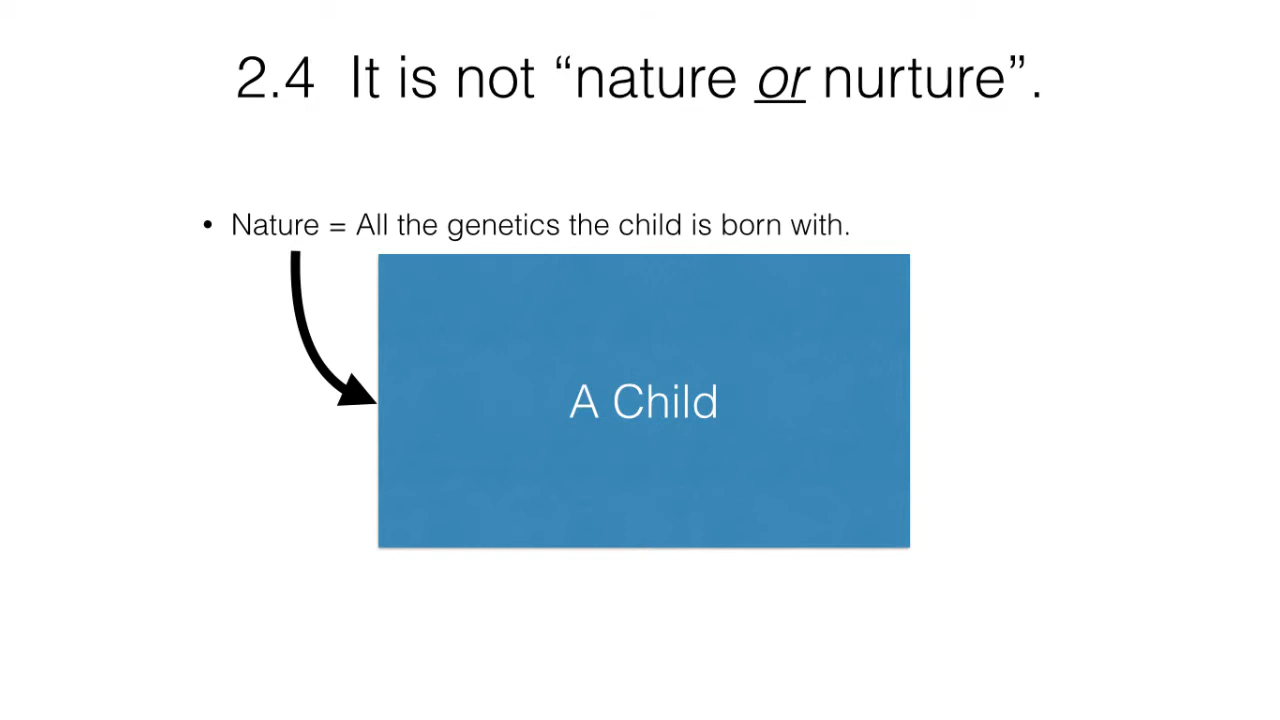 2.4 It is not “nature or nurture”.
• Nature = All the genetics the child is born with.
A Child